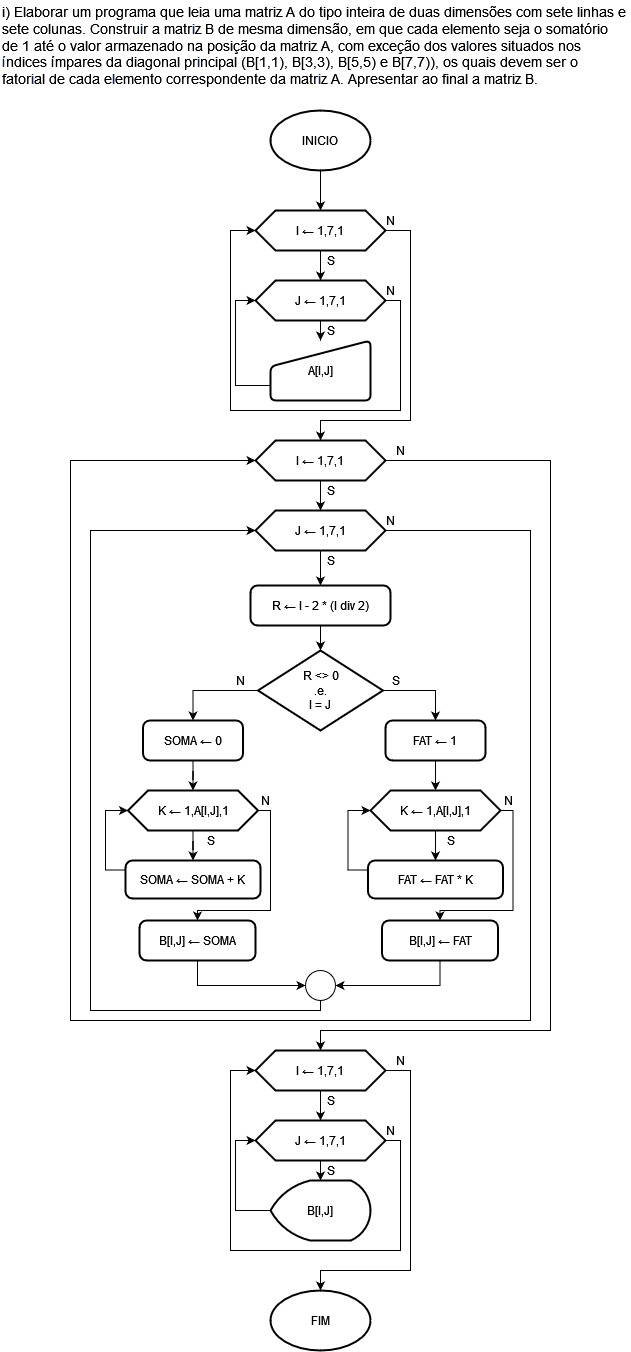 i) Elaborar um programa que leia uma matriz A do tipo inteira de duas dimensões com sete linhas e
sete colunas. Construir a matriz B de mesma dimensão, em que cada elemento seja o somatório
de 1 até o valor armazenado na posição da matriz A, com exceção dos valores situados nos
índices ímpares da diagonal principal (B[1,1), B[3,3), B[5,5) e B[7,7)), os quais devem ser o
fatorial de cada elemento correspondente da matriz A. Apresentar ao final a matriz B.
INICIO
I ← 1,7,1
N
S
J ← 1,7,1
N
S
A[I,J]
I ← 1,7,1
N
S
J ← 1,7,1
N
S
R ← I - 2 * (I div 2)
R <> 0
.e.
I = J
N
S
SOMA ← 0
FAT ← 1
K ← 1,A[I,J],1
N
K ← 1,A[I,J],1
N
S
S
SOMA ← SOMA + K
FAT ← FAT * K
B[I,J] ← SOMA
B[I,J] ← FAT
I ← 1,7,1
N
S
J ← 1,7,1
N
S
B[I,J]
FIM